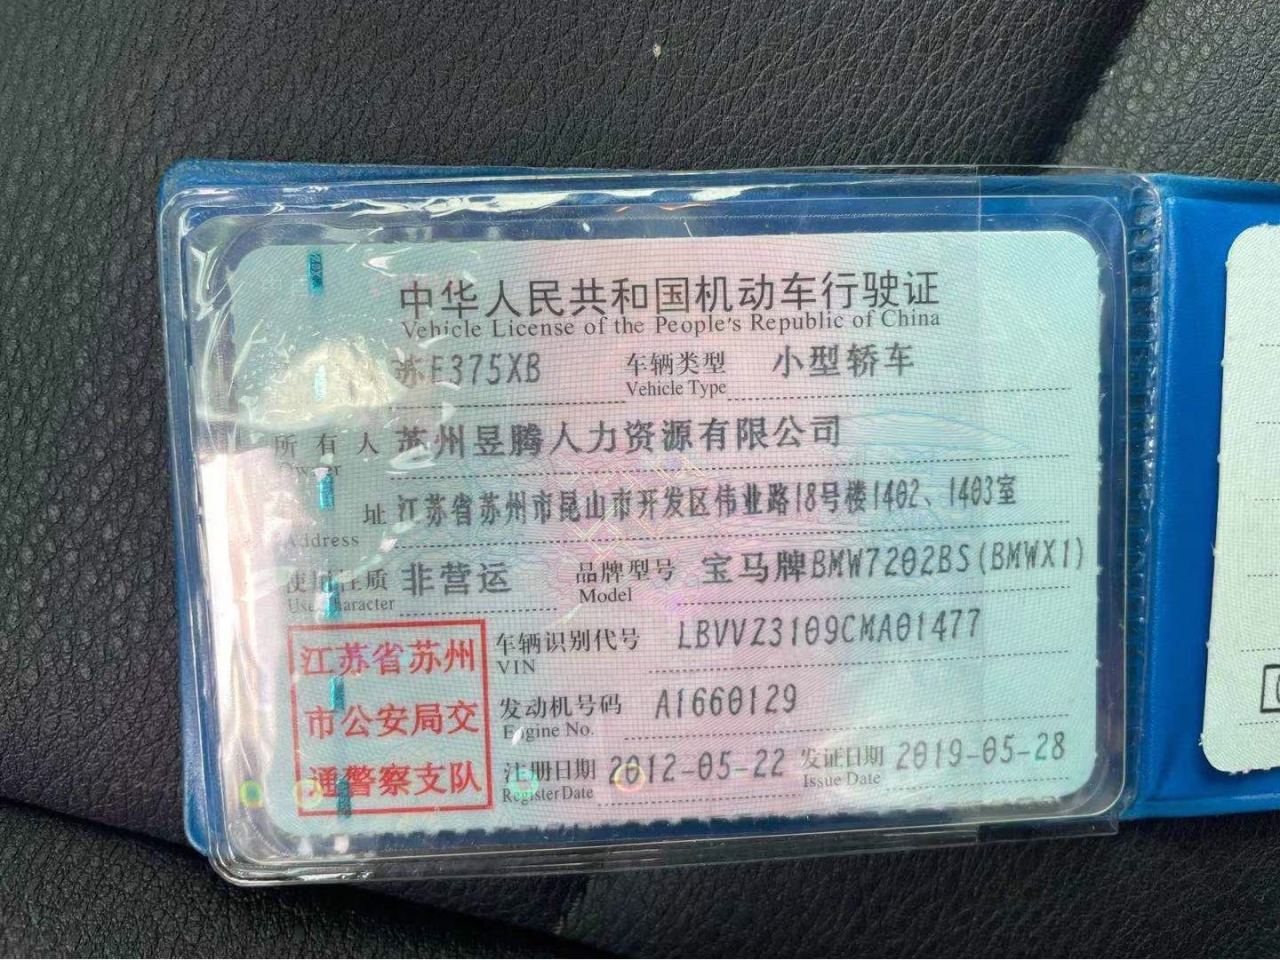 中华人民共和国机动车行驶证
Vehicle License of the People's Republic of China
苏E375XB 车辆类型 小型轿车
Vehicle Type
所有人 苏州昱腾人力资源有限公司
Owner
址 江苏省苏州市昆山市开发区伟业路18号楼1402、1403室
Address
使用性质 非营运 品牌型号 宝马牌BMW7202BS(BMWX1)
Use Character Model
江苏省苏州
市公安局交
通警察支队
车辆识别代号 LBVVZ3109CMA01477
VIN
发动机号码 A1660129
Engine No.
注册日期 2012-05-22 发证日期 2019-05-28
Register Date Issue Date